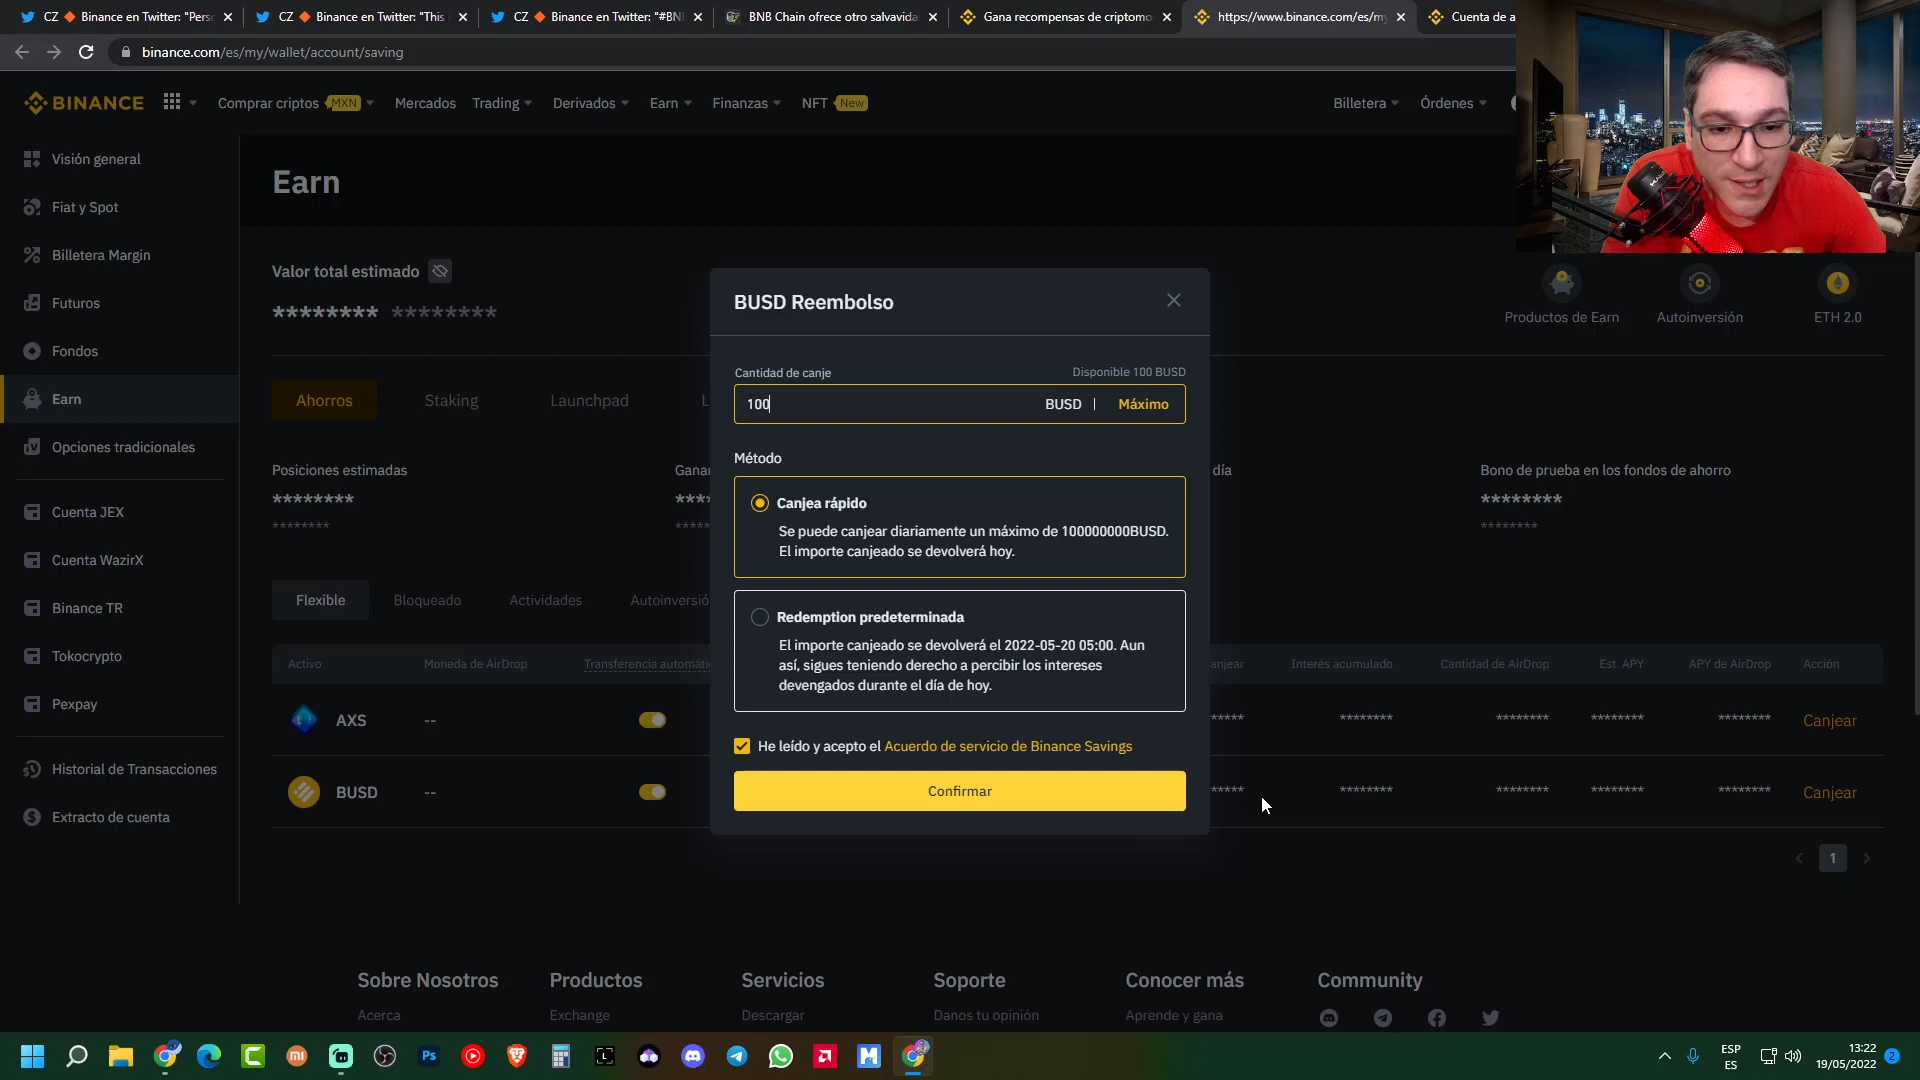 CZ Binance en Twitter: "Pers
CZ Binance en Twitter: "This
CZ Binance en Twitter: "#BN
BNB Chain ofrece otro salvavida
Gana recompensas de criptomo
https://www.binance.com/es/my
Cuenta de a
binance.com/es/my/wallet/account/saving
BINANCE
Comprar criptos MXN
Mercados
Trading
Derivados
Earn
Finanzas
NFT New
Billetera
Órdenes
Visión general
Fiat y Spot
Billetera Margin
Futuros
Fondos
Earn
Opciones tradicionales
Cuenta JEX
Cuenta WazirX
Binance TR
Tokocrypto
Pexpay
Historial de Transacciones
Extracto de cuenta
Earn
Valor total estimado
******** ********
Productos de Earn
Autoinversión
ETH 2.0
Ahorros
Staking
Launchpad
L
Posiciones estimadas
********
********
Gana
****
día
Bono de prueba en los fondos de ahorro
********
********
Flexible
Bloqueado
Actividades
Autoinversió
Activo
Moneda de AirDrop
Transferencia automátic
anjear
Interés acumulado
Cantidad de AirDrop
Est. APY
APY de AirDrop
Acción
AXS
--
*****
********
********
********
********
Canjear
BUSD
--
*****
********
********
********
********
Canjear
1
BUSD Reembolso
Cantidad de canje
Disponible 100 BUSD
100
BUSD | Máximo
Método
Canjea rápido
Se puede canjear diariamente un máximo de 100000000BUSD.
El importe canjeado se devolverá hoy.
Redemption predeterminada
El importe canjeado se devolverá el 2022-05-20 05:00. Aun
así, sigues teniendo derecho a percibir los intereses
devengados durante el día de hoy.
He leído y acepto el Acuerdo de servicio de Binance Savings
Confirmar
Sobre Nosotros
Productos
Servicios
Soporte
Conocer más
Community
Acerca
Exchange
Descargar
Danos tu opinión
Aprende y gana
Ps
L
ESP
ES
13:22
19/05/2022
2